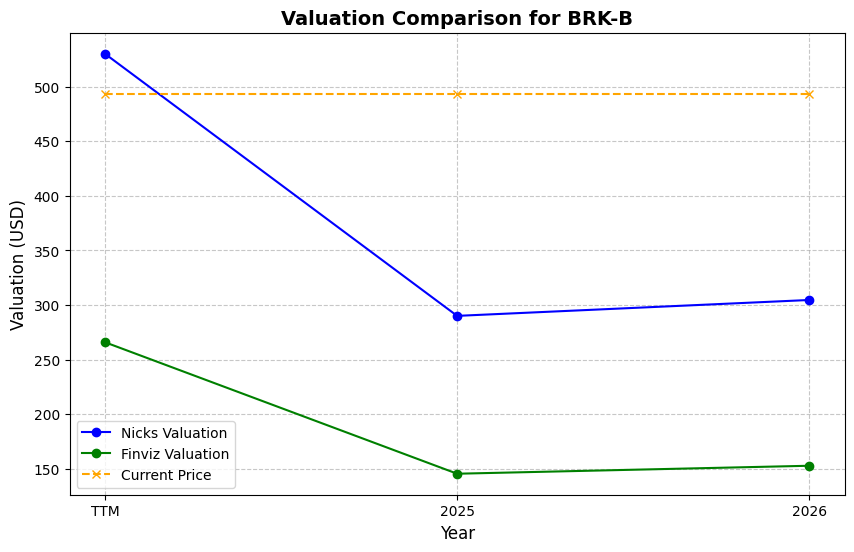 Valuation Comparison for BRK-B
Valuation (USD)
500
450
400
350
300
250
200
150
Nicks Valuation
Finviz Valuation
Current Price
TTM
2025
2026
Year